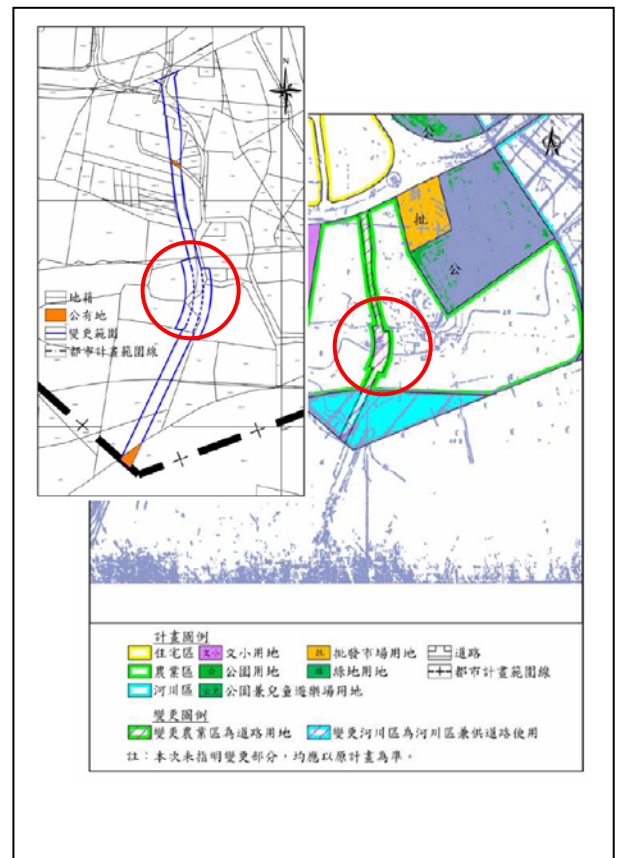 N
地籍
公有地
變更範圍
都市計畫範圍線
公
批
公
計畫圖例
住宅區 文小 文小用地 批 批發市場用地 道路
農業區 公 公園用地 綠 綠地用地 都市計畫範圍線
河川區 公兒 公園兼兒童遊樂場用地
變更圖例
變更農業區為道路用地 變更河川區為河川區兼供道路使用
註：本次未指明變更部分，均應以原計畫為準。